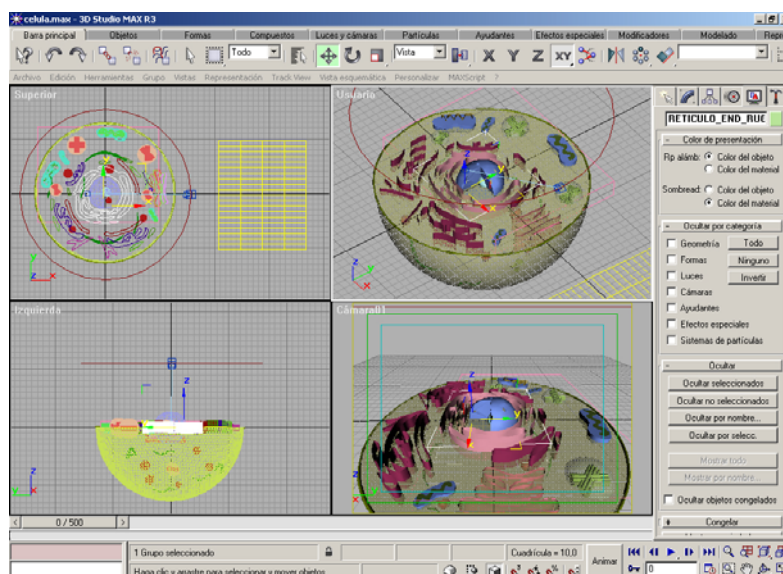 celula.max - 3D Studio MAX R3
Barra principal Objetos Formas Compuestos Luces y cámaras Partículas Ayudantes Efectos especiales Modificadores Modelado
Todo Vista X Y Z XY
Archivo Edición Herramientas Grupo Vistas Representación Track View Vista esquemática Personalizar MAXScript ?
Superior
Usuario
Izquierda
Cámara01
RETICULO_END_RUE
Color de presentación
Rp alámb: Color del objeto
Color del material
Sombread: Color de objeto
Color del material
Ocultar por categoría
Geometría Todo
Formas Ninguno
Luces Invertir
Cámaras
Ayudantes
Efectos especiales
Sistemas de partículas
Ocultar
Ocultar seleccionados
Ocultar no seleccionados
Ocultar por nombre...
Ocultar por selecc.
Mostrar todo
Mostrar por nombre...
Ocultar objetos congelados
Congelar
0 / 500
1 Grupo seleccionado
Cuadrícula = 10.0
Animar
0
Haga clic y arrastre para seleccionar y mover objetos